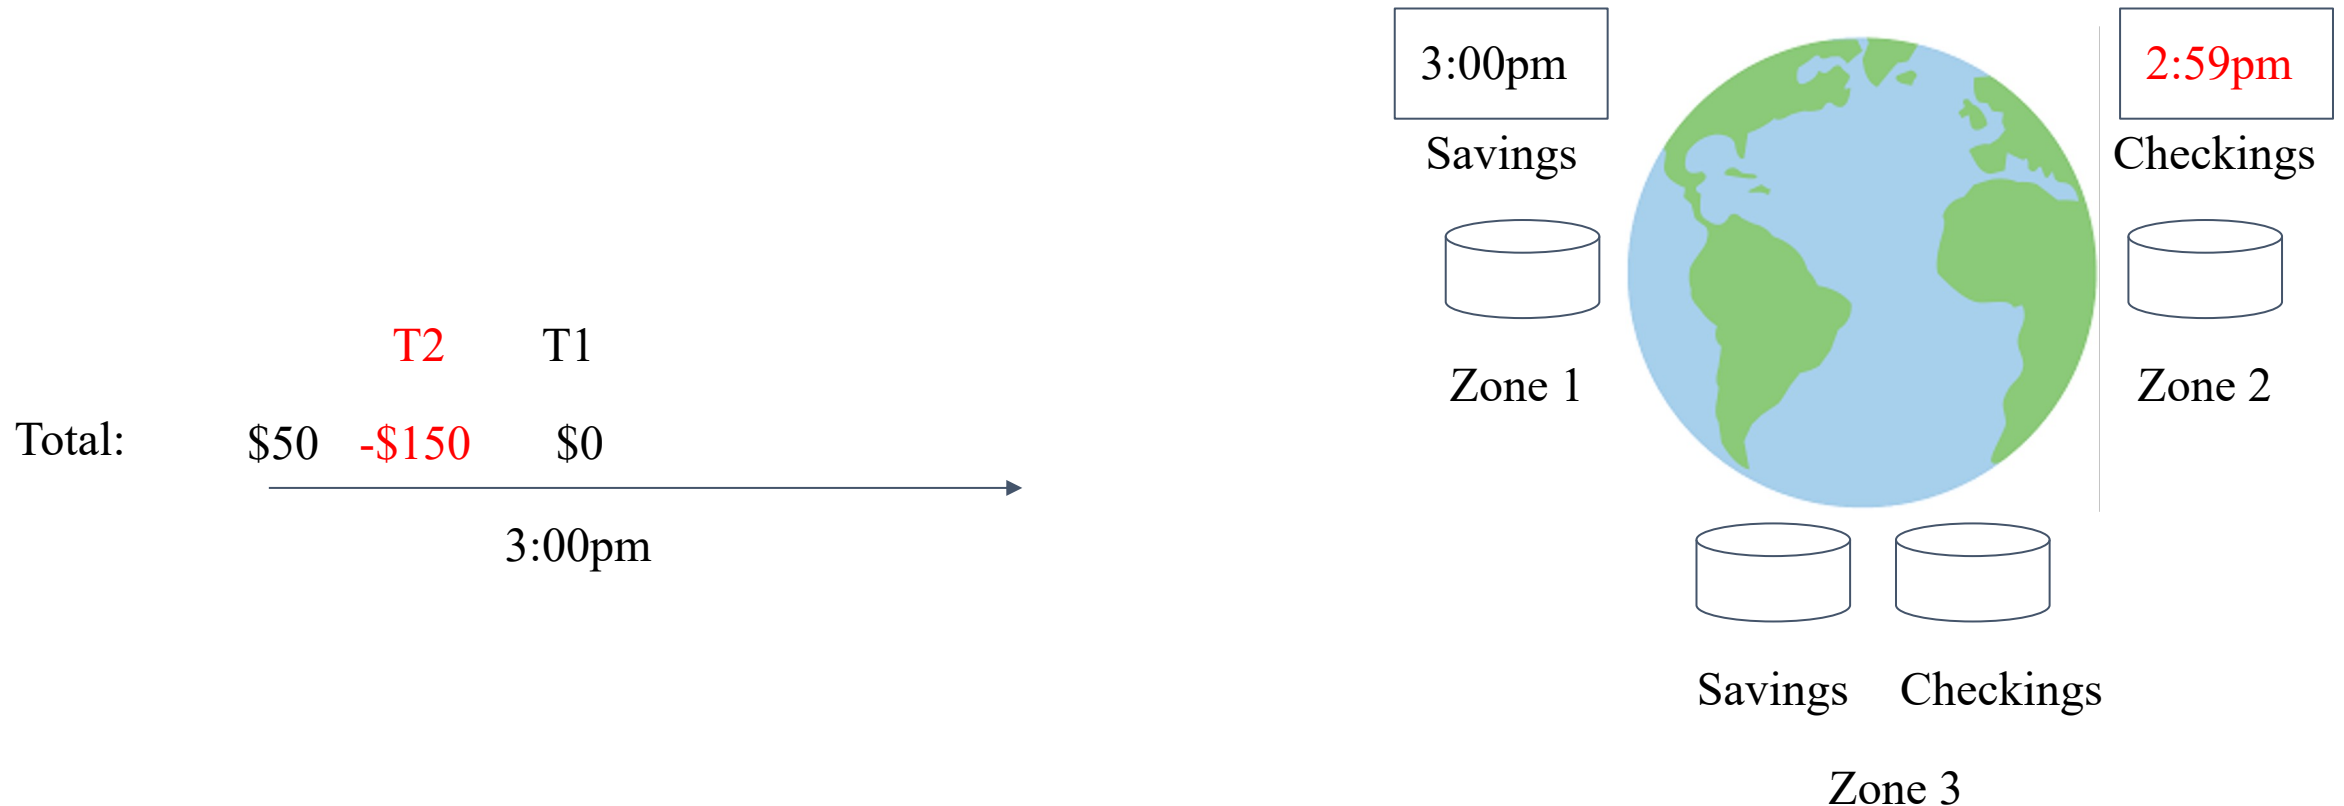 T2 T1
Total: $50 -$150 $0
3:00pm
3:00pm
Savings
Zone 1
2:59pm
Checkings
Zone 2
Savings Checkings
Zone 3